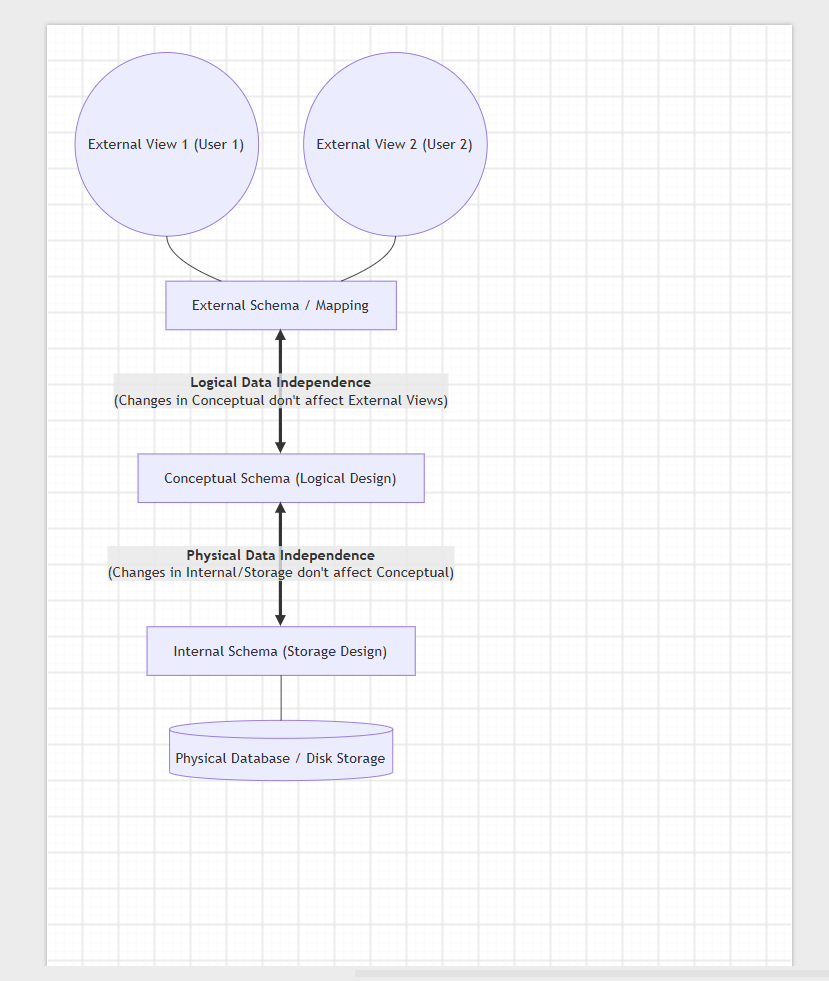 External View 1 (User 1)
External View 2 (User 2)
External Schema / Mapping
Logical Data Independence
(Changes in Conceptual don't affect External Views)
Conceptual Schema (Logical Design)
Physical Data Independence
(Changes in Internal/Storage don't affect Conceptual)
Internal Schema (Storage Design)
Physical Database / Disk Storage